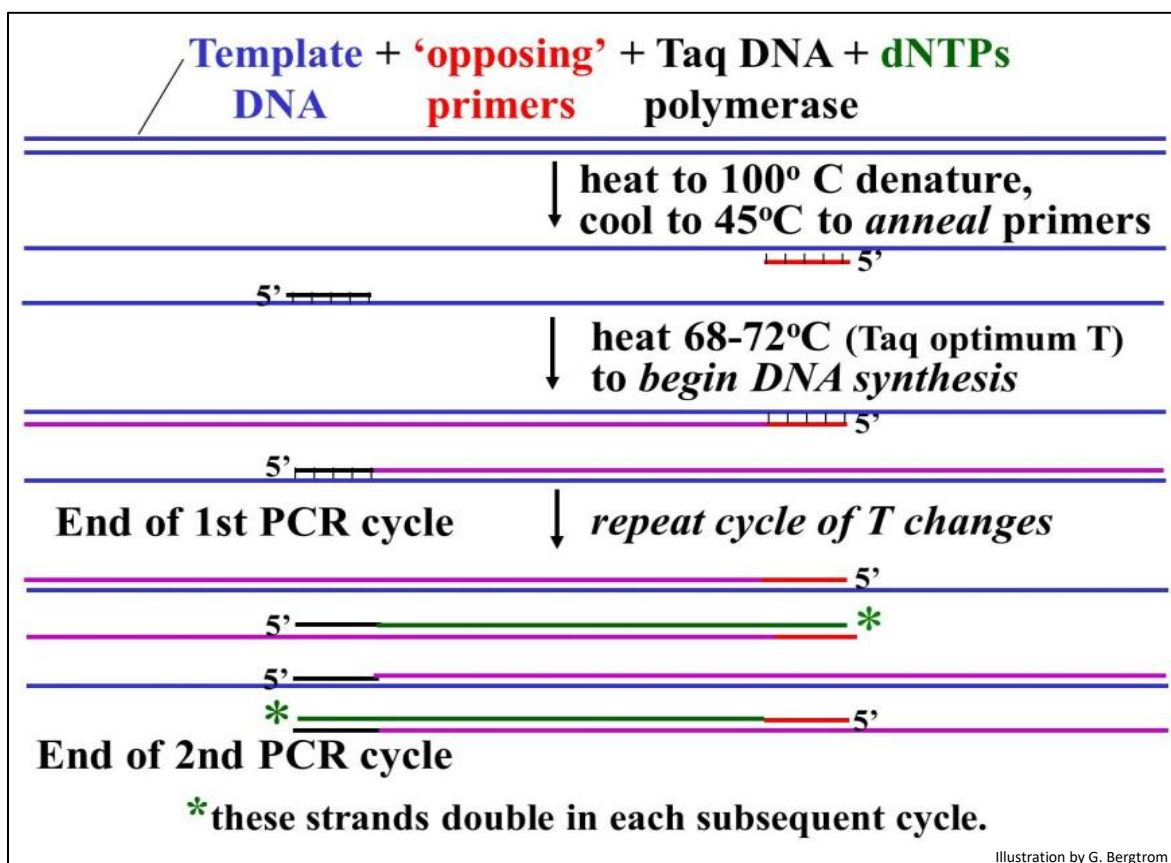 Template + ‘opposing’ + Taq DNA + dNTPs
DNA primers polymerase
heat to 100° C denature,
cool to 45°C to anneal primers
5’
5’
heat 68-72°C (Taq optimum T)
to begin DNA synthesis
5’
5’
End of 1st PCR cycle
repeat cycle of T changes
5’
5’ *
5’
* 5’
End of 2nd PCR cycle
*these strands double in each subsequent cycle.
Illustration by G. Bergtrom